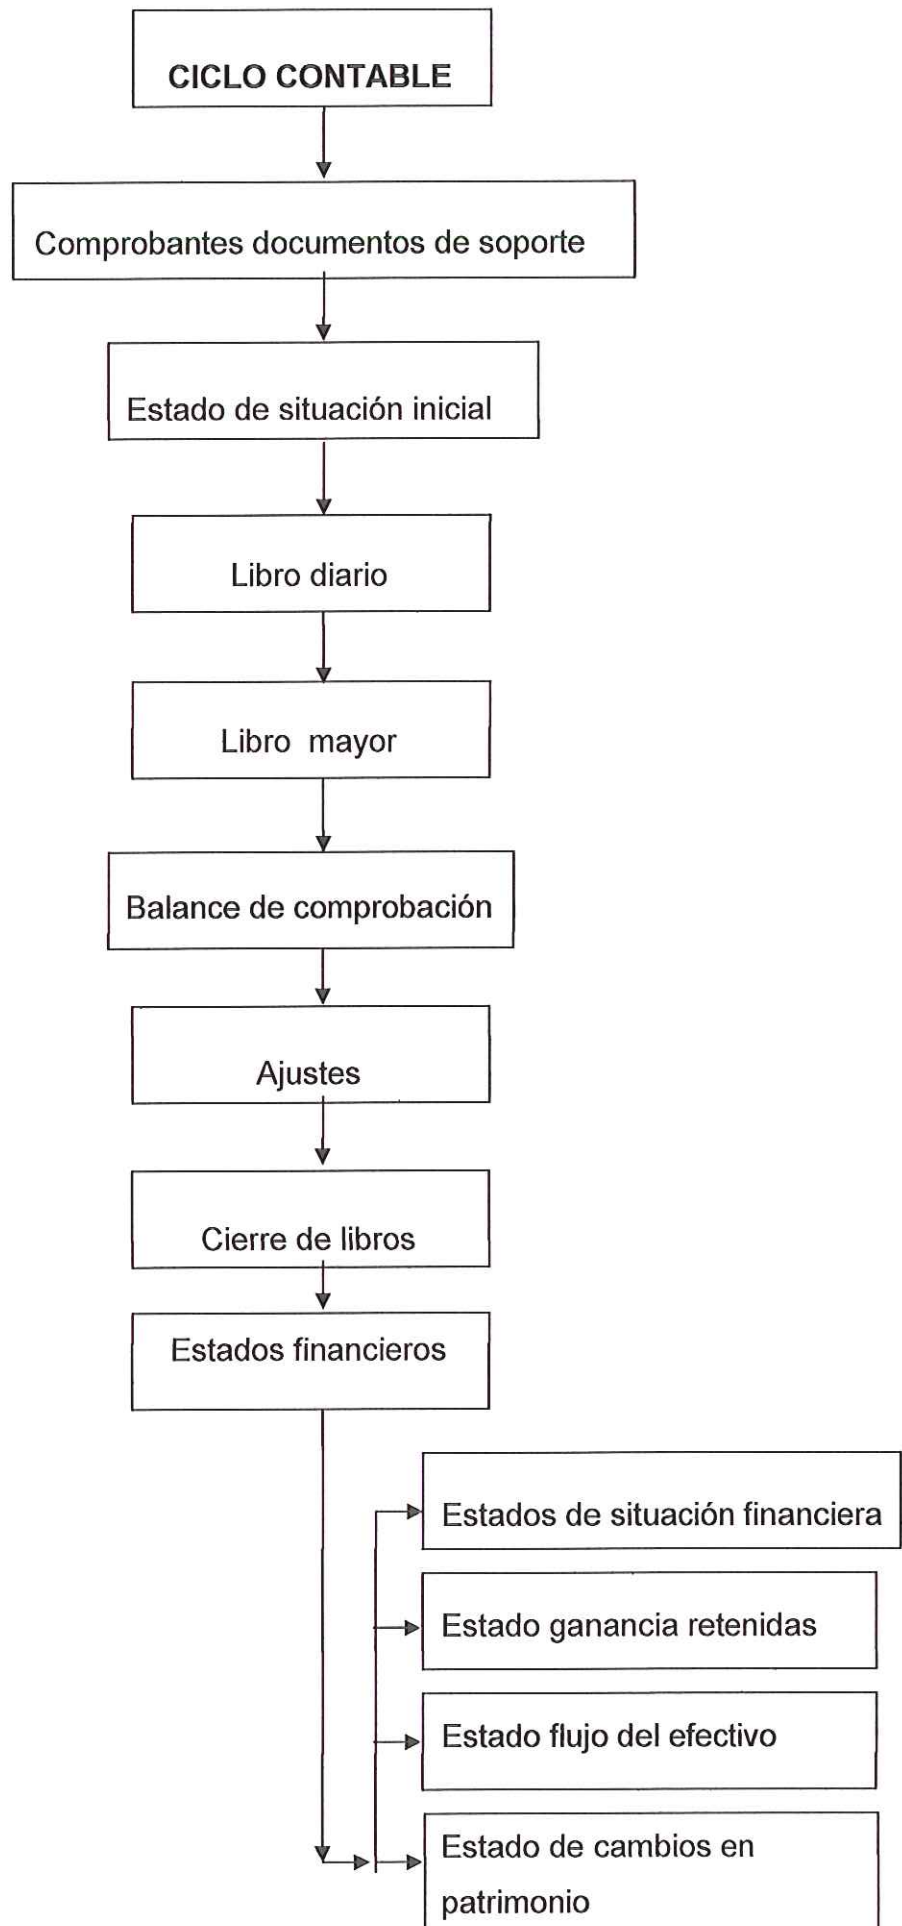 CICLO CONTABLE
Comprobantes documentos de soporte
Estado de situación inicial
Libro diario
Libro mayor
Balance de comprobación
Ajustes
Cierre de libros
Estados financieros
Estados de situación financiera
Estado ganancia retenidas
Estado flujo del efectivo
Estado de cambios en
patrimonio